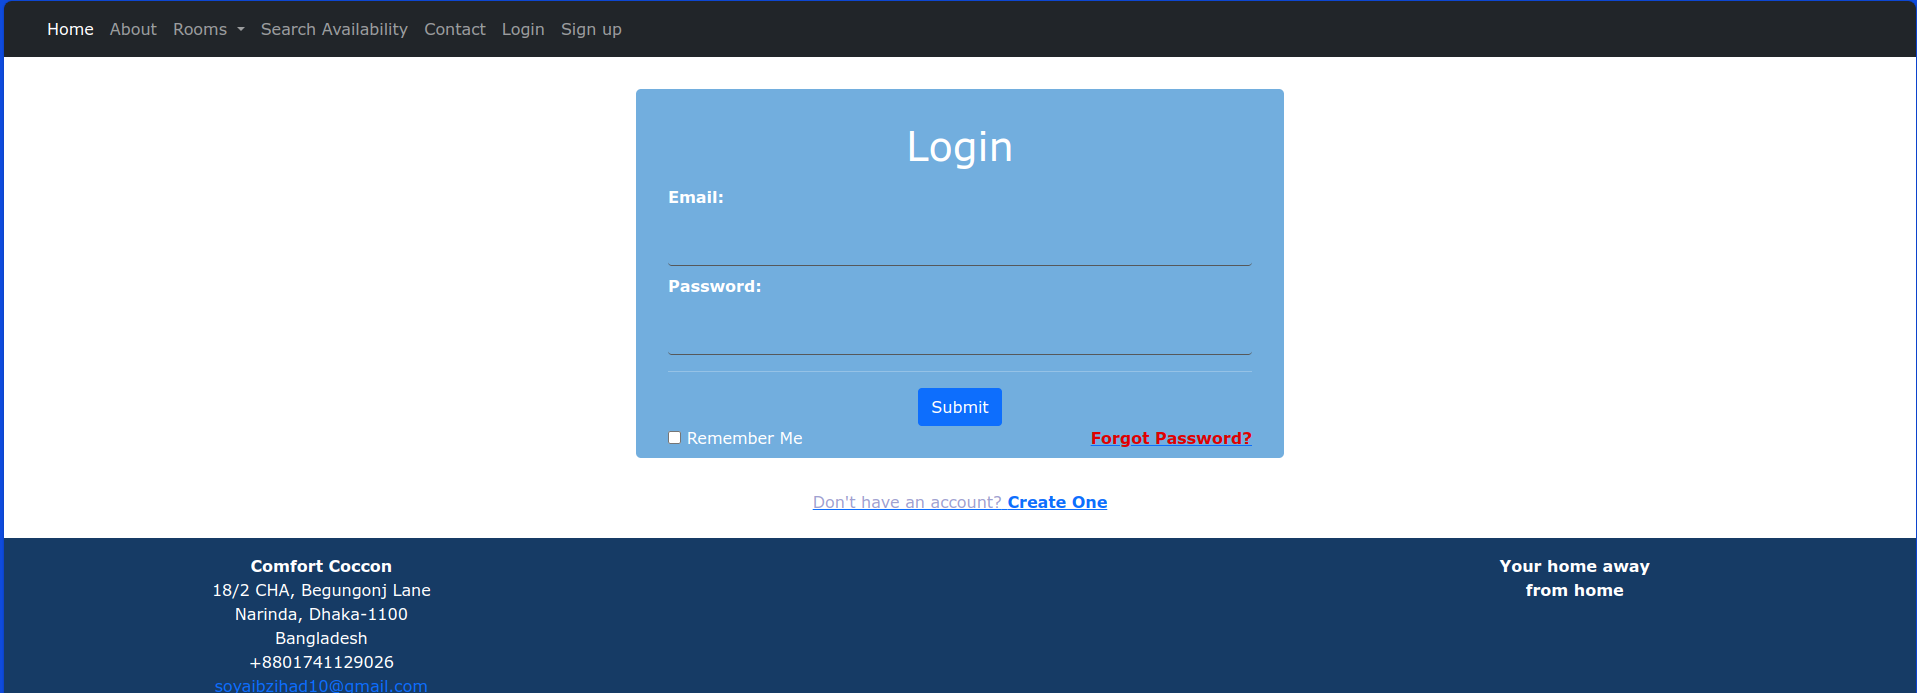 Home About Rooms Search Availability Contact Login Sign up
Login
Email:
Password:
Submit
Remember Me Forgot Password?
Don't have an account? Create One
Comfort Coccon
18/2 CHA, Begungonj Lane
Narinda, Dhaka-1100
Bangladesh
+8801741129026
soyaibzihad10@gmail.com
Your home away
from home